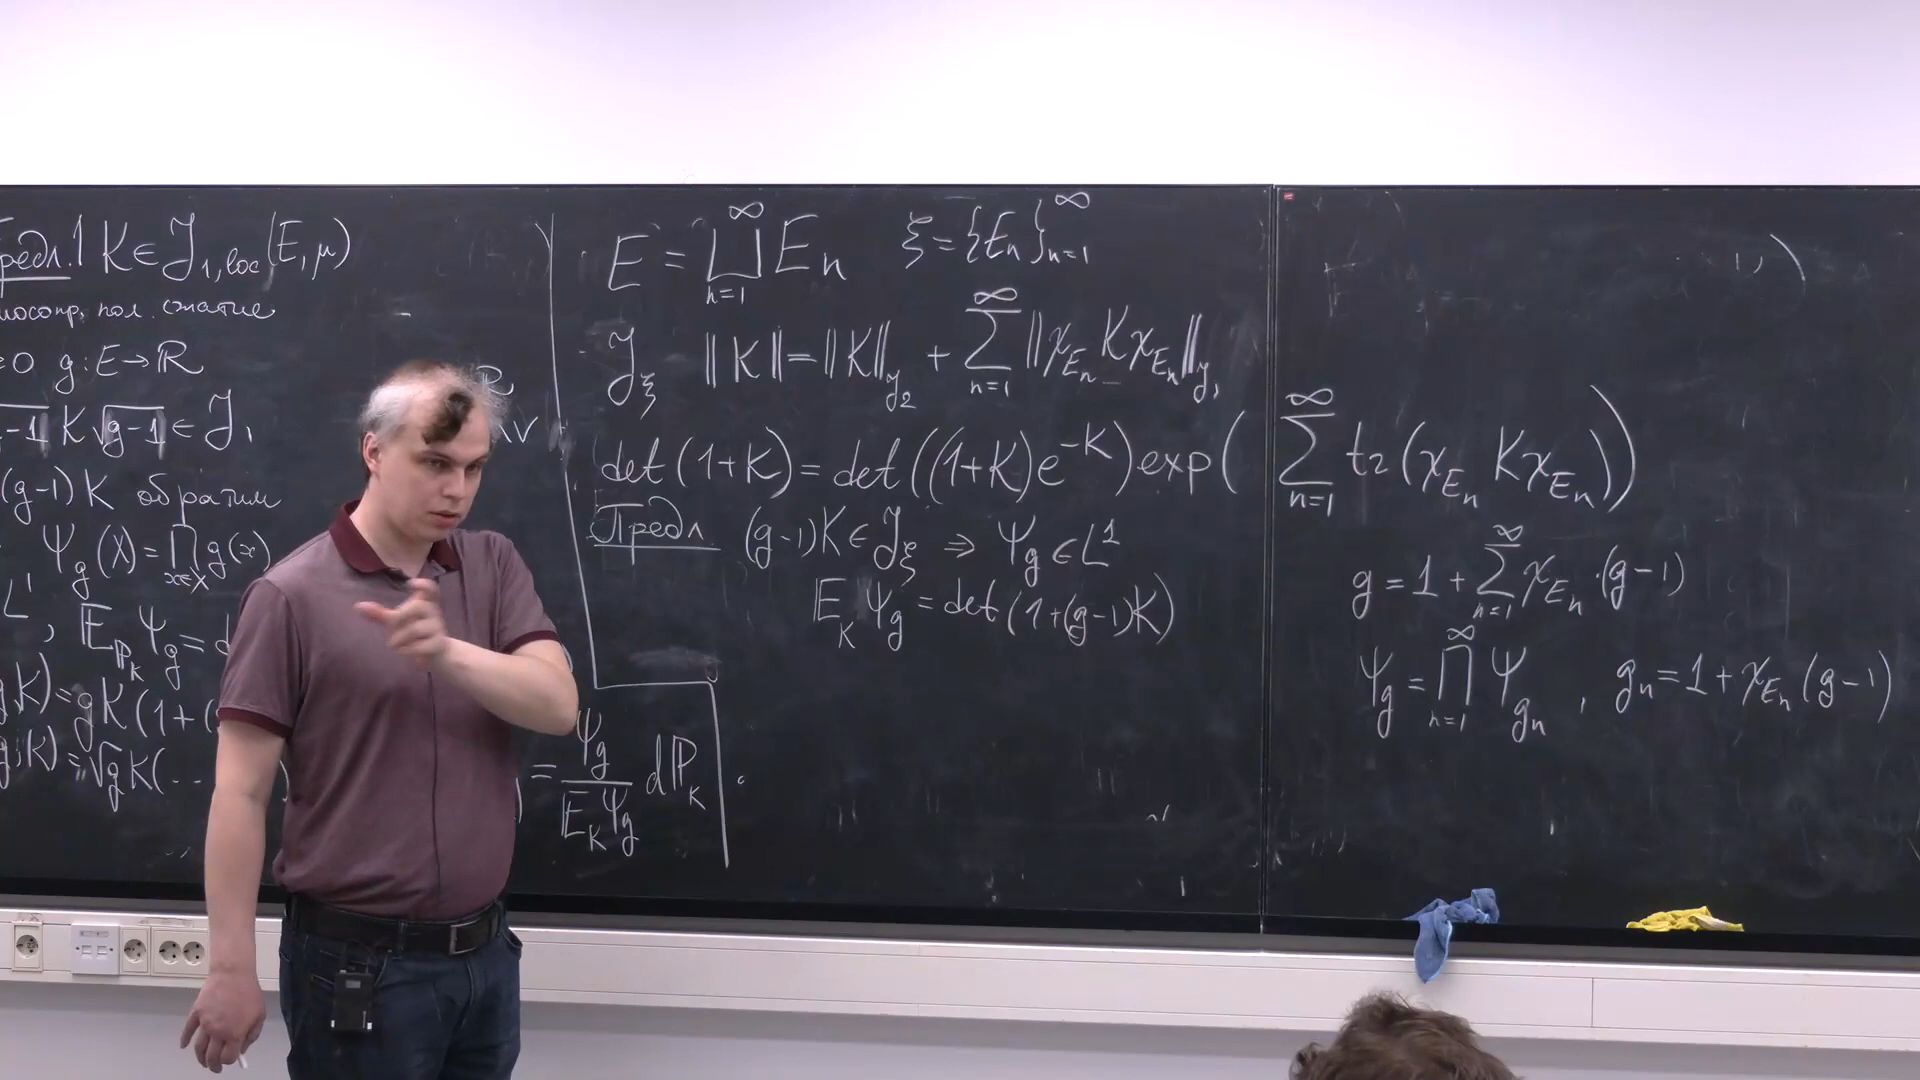 Предл.1 K ∈ 𝒥_{1,loc}(E, μ)
пол. сжатие
g: E → ℝ
K√(g-1) ∈ 𝒥_1
(g-1)K обратим
Ψ_g(X) = ∏_{x∈X} g(x)
L^1, 𝔼_{ℙ_K} Ψ_g =
K) = gK(1+(
K) = √g K(...
= Ψ_g / 𝔼_K Ψ_g dℙ_K.
E = ⨆_{n=1}^∞ E_n ξ = {E_n}_{n=1}^∞
𝒥_ξ ‖K‖ = ‖K‖_{𝒥_2} + ∑_{n=1}^∞ ‖χ_{E_n} K χ_{E_n}‖_{𝒥_1}
det(1+K) = det((1+K)e^{-K}) exp(∑_{n=1}^∞ tr(χ_{E_n} K χ_{E_n}))
Предл. (g-1)K ∈ 𝒥_ξ ⇒ Ψ_g ∈ L^1
𝔼_K Ψ_g = det(1+(g-1)K)
g = 1 + ∑_{n=1}^∞ χ_{E_n}·(g-1)
Ψ_g = ∏_{n=1}^∞ Ψ_{g_n}, g_n = 1 + χ_{E_n}(g-1)